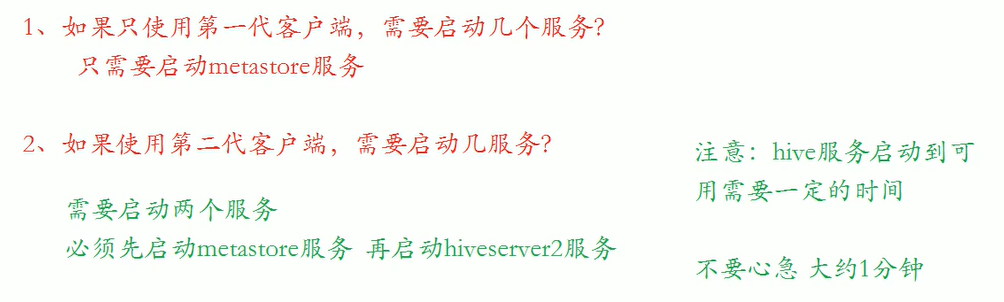 1、如果只使用第一代客户端，需要启动几个服务？
只需要启动metastore服务
2、如果使用第二代客户端，需要启动几服务？
需要启动两个服务
必须先启动metastore服务 再启动hiveserver2服务
注意：hive服务启动到可
用需要一定的时间
不要心急 大约1分钟